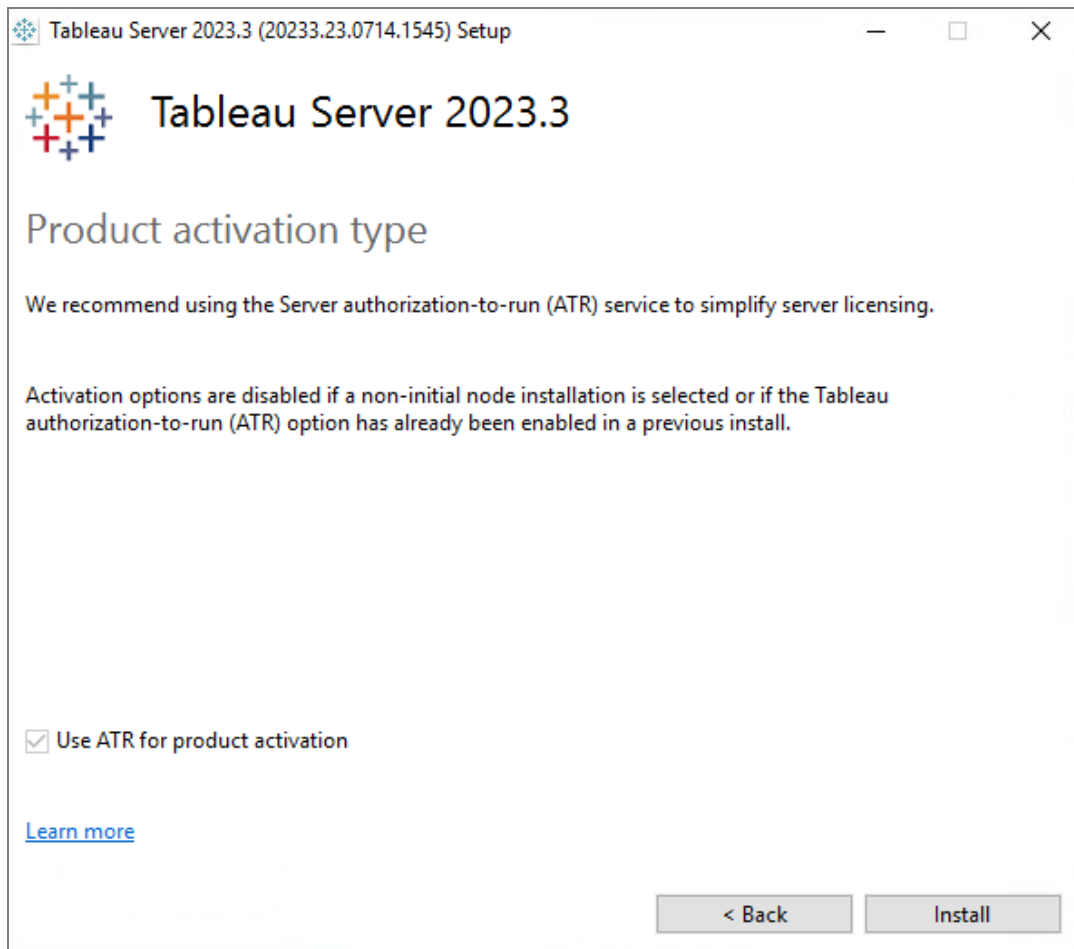 Tableau Server 2023.3 (20233.23.0714.1545) Setup
Tableau Server 2023.3
Product activation type
We recommend using the Server authorization-to-run (ATR) service to simplify server licensing.
Activation options are disabled if a non-initial node installation is selected or if the Tableau
authorization-to-run (ATR) option has already been enabled in a previous install.
Use ATR for product activation
Learn more
< Back
Install